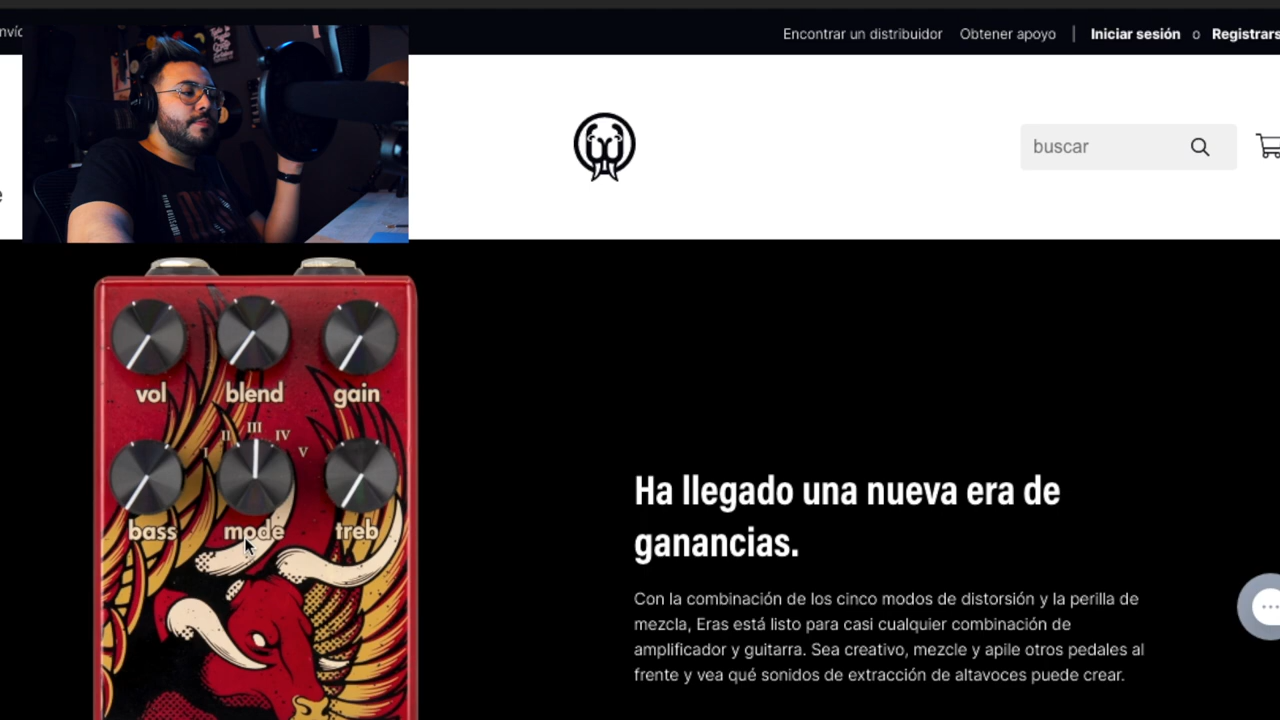 Encontrar un distribuidor Obtener apoyo | Iniciar sesión o
buscar
vol blend gain
I II III IV V
bass mode treb
Ha llegado una nueva era de
ganancias.
Con la combinación de los cinco modos de distorsión y la perilla de
mezcla, Eras está listo para casi cualquier combinación de
amplificador y guitarra. Sea creativo, mezcle y apile otros pedales al
frente y vea qué sonidos de extracción de altavoces puede crear.